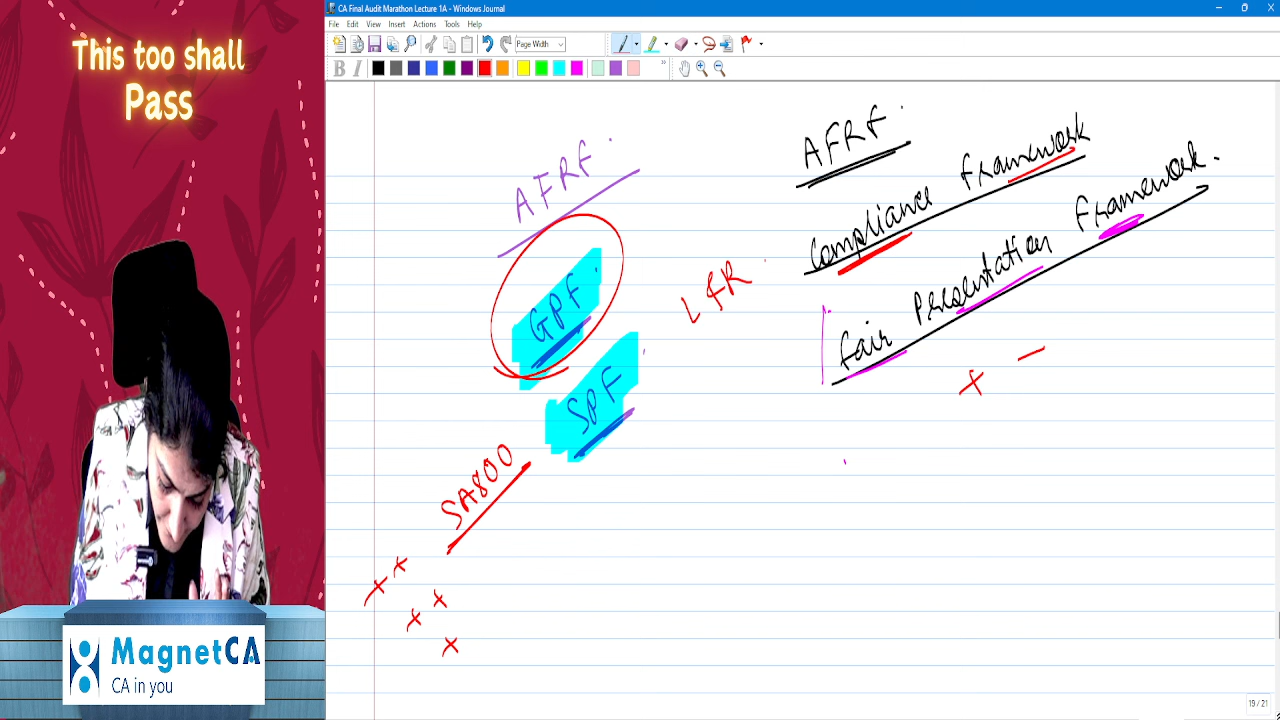 This too shall
Pass
MagnetCA
CA in you
CA Final Audit Marathon Lecture 1A - Windows Journal
File Edit View Insert Actions Tools Help
Page Width
B I
AFRF.
GPF
SPF
SA800
LFR
AFRF.
Compliance Framework
Fair Presentation Framework.
+ -
19 / 21